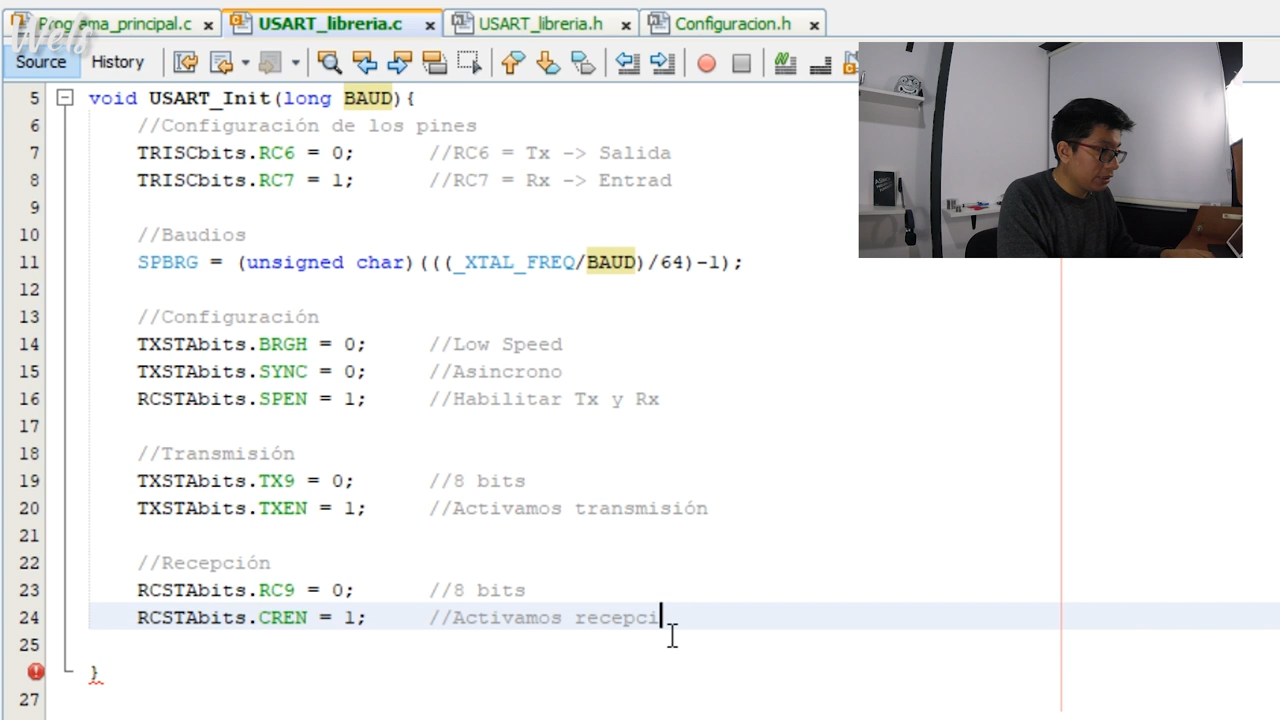 Programa_principal.c
USART_libreria.c
USART_libreria.h
Configuracion.h
Wels
Source
History
5 void USART_Init(long BAUD){
6 //Configuración de los pines
7 TRISCbits.RC6 = 0; //RC6 = Tx -> Salida
8 TRISCbits.RC7 = 1; //RC7 = Rx -> Entrad
9
10 //Baudios
11 SPBRG = (unsigned char)(((_XTAL_FREQ/BAUD)/64)-1);
12
13 //Configuración
14 TXSTAbits.BRGH = 0; //Low Speed
15 TXSTAbits.SYNC = 0; //Asincrono
16 RCSTAbits.SPEN = 1; //Habilitar Tx y Rx
17
18 //Transmisión
19 TXSTAbits.TX9 = 0; //8 bits
20 TXSTAbits.TXEN = 1; //Activamos transmisión
21
22 //Recepción
23 RCSTAbits.RC9 = 0; //8 bits
24 RCSTAbits.CREN = 1; //Activamos recepci
25
}
27